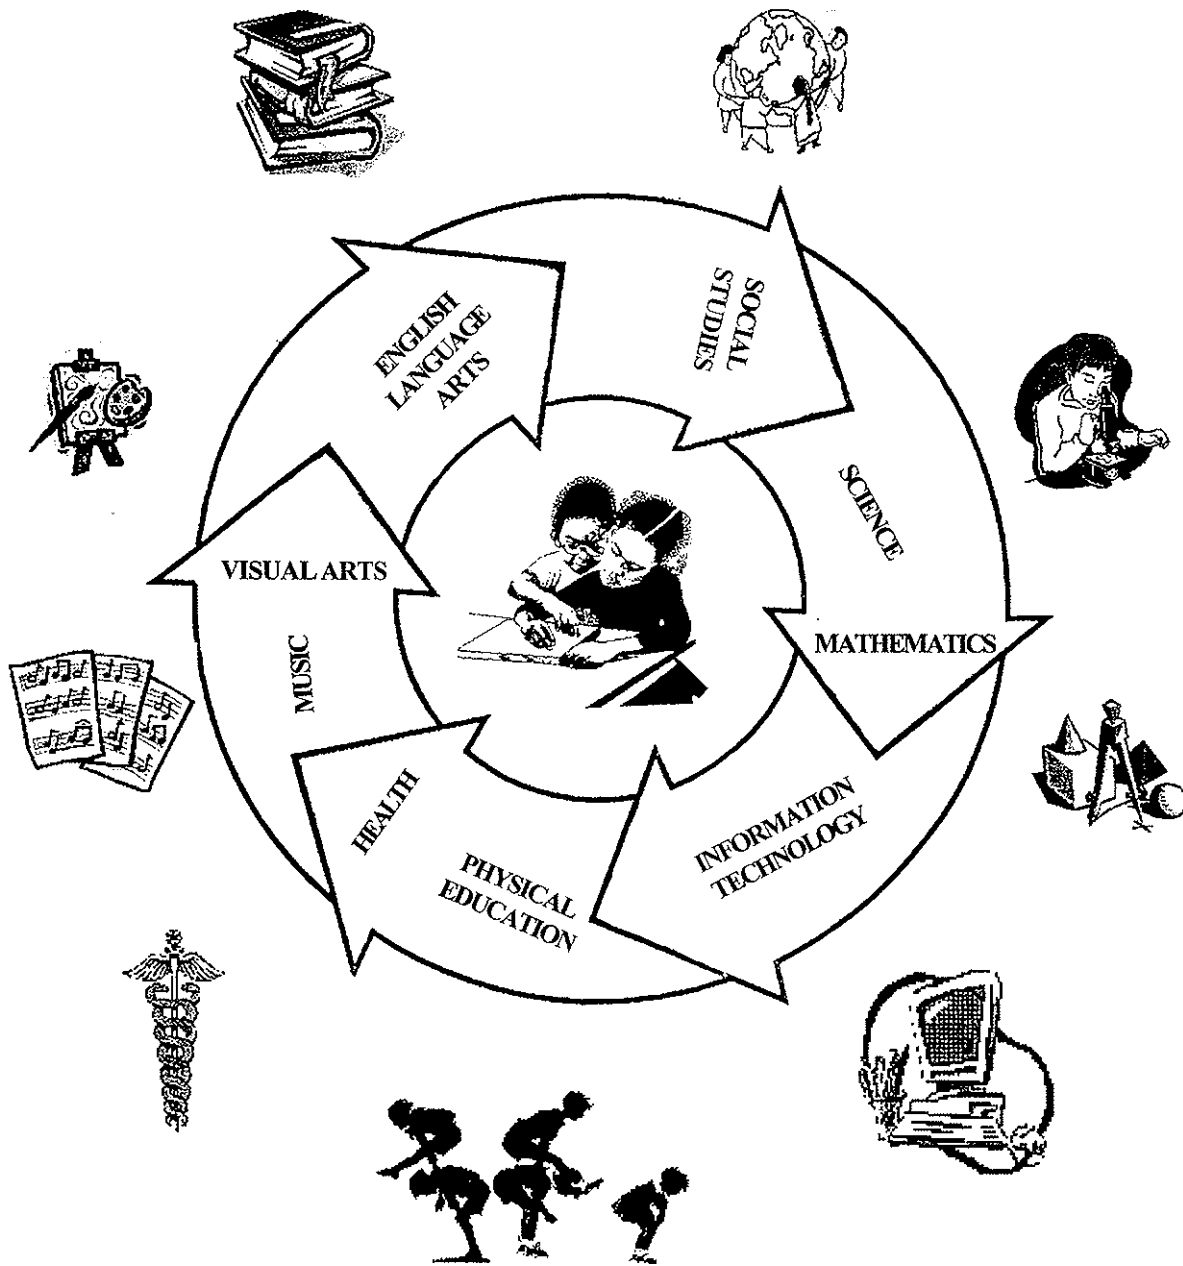 ENGLISH
LANGUAGE
ARTS
SOCIAL
STUDIES
SCIENCE
MATHEMATICS
INFORMATION
TECHNOLOGY
PHYSICAL
EDUCATION
HEALTH
MUSIC
VISUAL ARTS